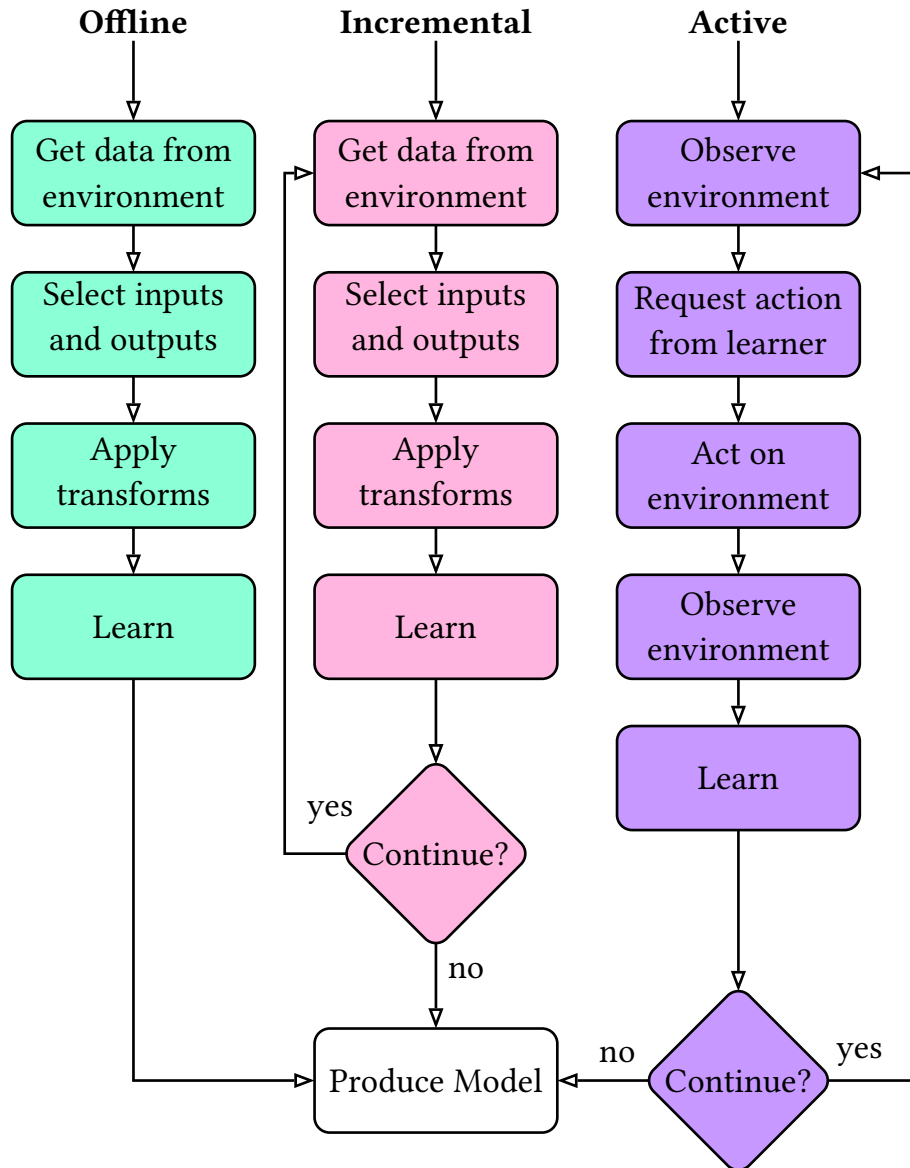 Offline
Get data from
environment
Select inputs
and outputs
Apply
transforms
Learn
Incremental
Get data from
environment
Select inputs
and outputs
Apply
transforms
Learn
yes
Continue?
no
Produce Model
Active
Observe
environment
Request action
from learner
Act on
environment
Observe
environment
Learn
no
Continue?
yes